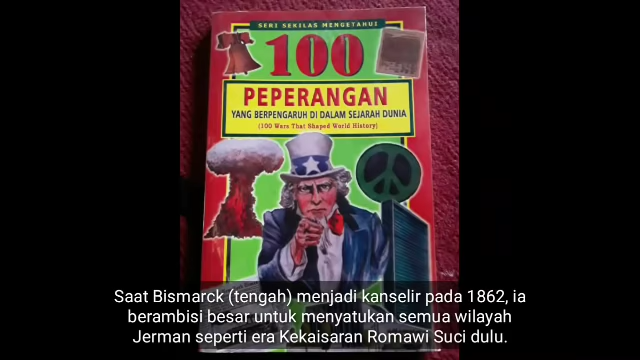 SERI SEKILAS MENGETAHUI
100
PEPERANGAN
YANG BERPENGARUH DI DALAM SEJARAH DUNIA
(100 Wars That Shaped World History)
Saat Bismarck (tengah) menjadi kanselir pada 1862, ia
berambisi besar untuk menyatukan semua wilayah
Jerman seperti era Kekaisaran Romawi Suci dulu.